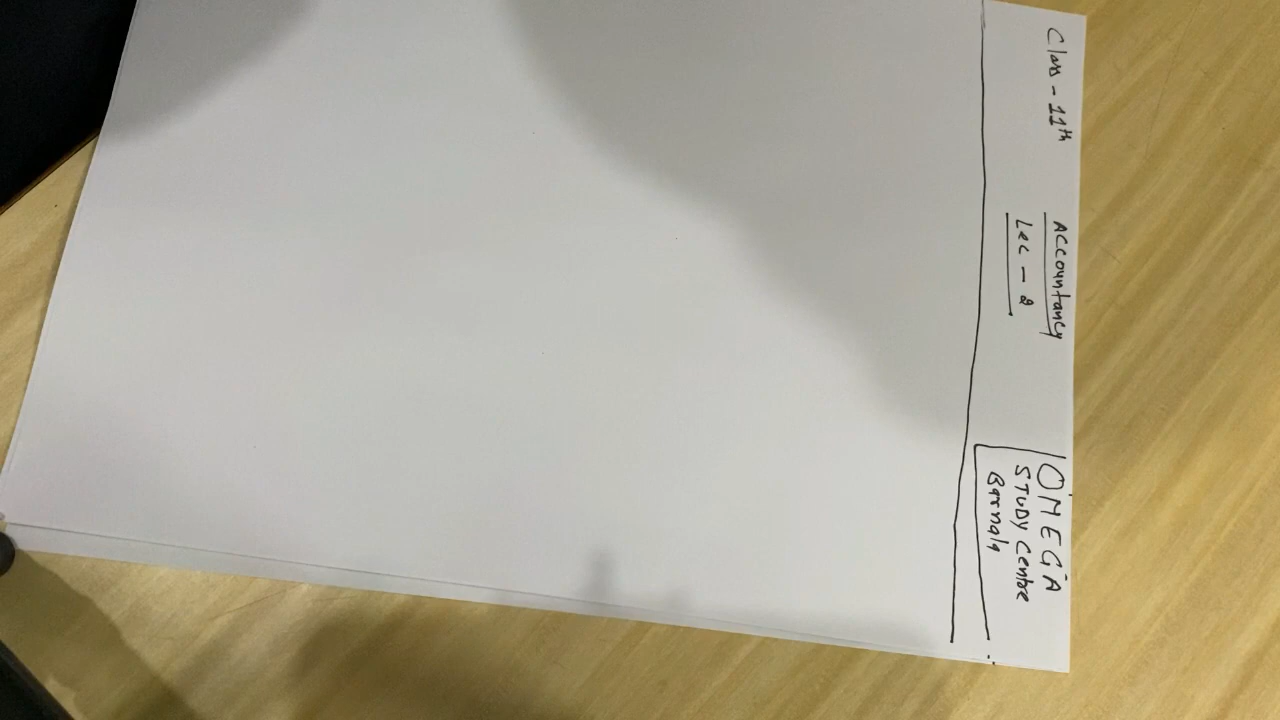 Class - 11th
Accountancy
Lec - 2
OMEGA
STUDY Centre
Barnala